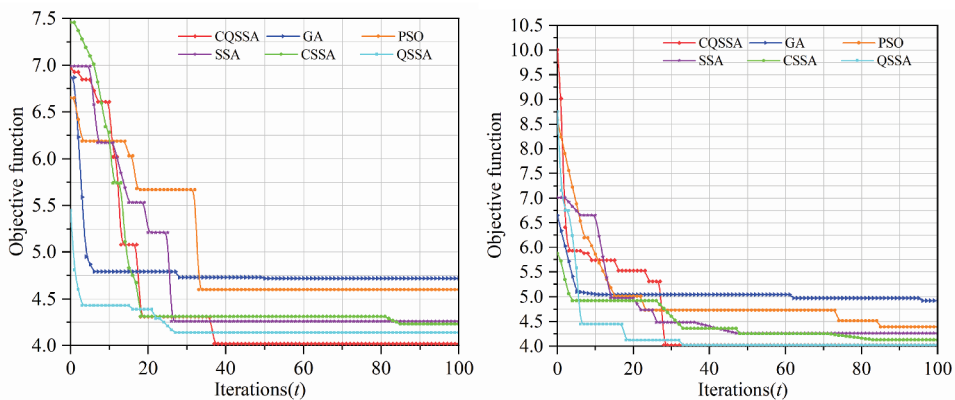 7.5
7.0
6.5
6.0
5.5
5.0
4.5
4.0
Objective function
CQSSA GA PSO
SSA CSSA QSSA
0 20 40 60 80 100
Iterations(t)
10.5
10.0
9.5
9.0
8.5
8.0
7.5
7.0
6.5
6.0
5.5
5.0
4.5
4.0
Objective function
CQSSA GA PSO
SSA CSSA QSSA
0 20 40 60 80 100
Iterations(t)